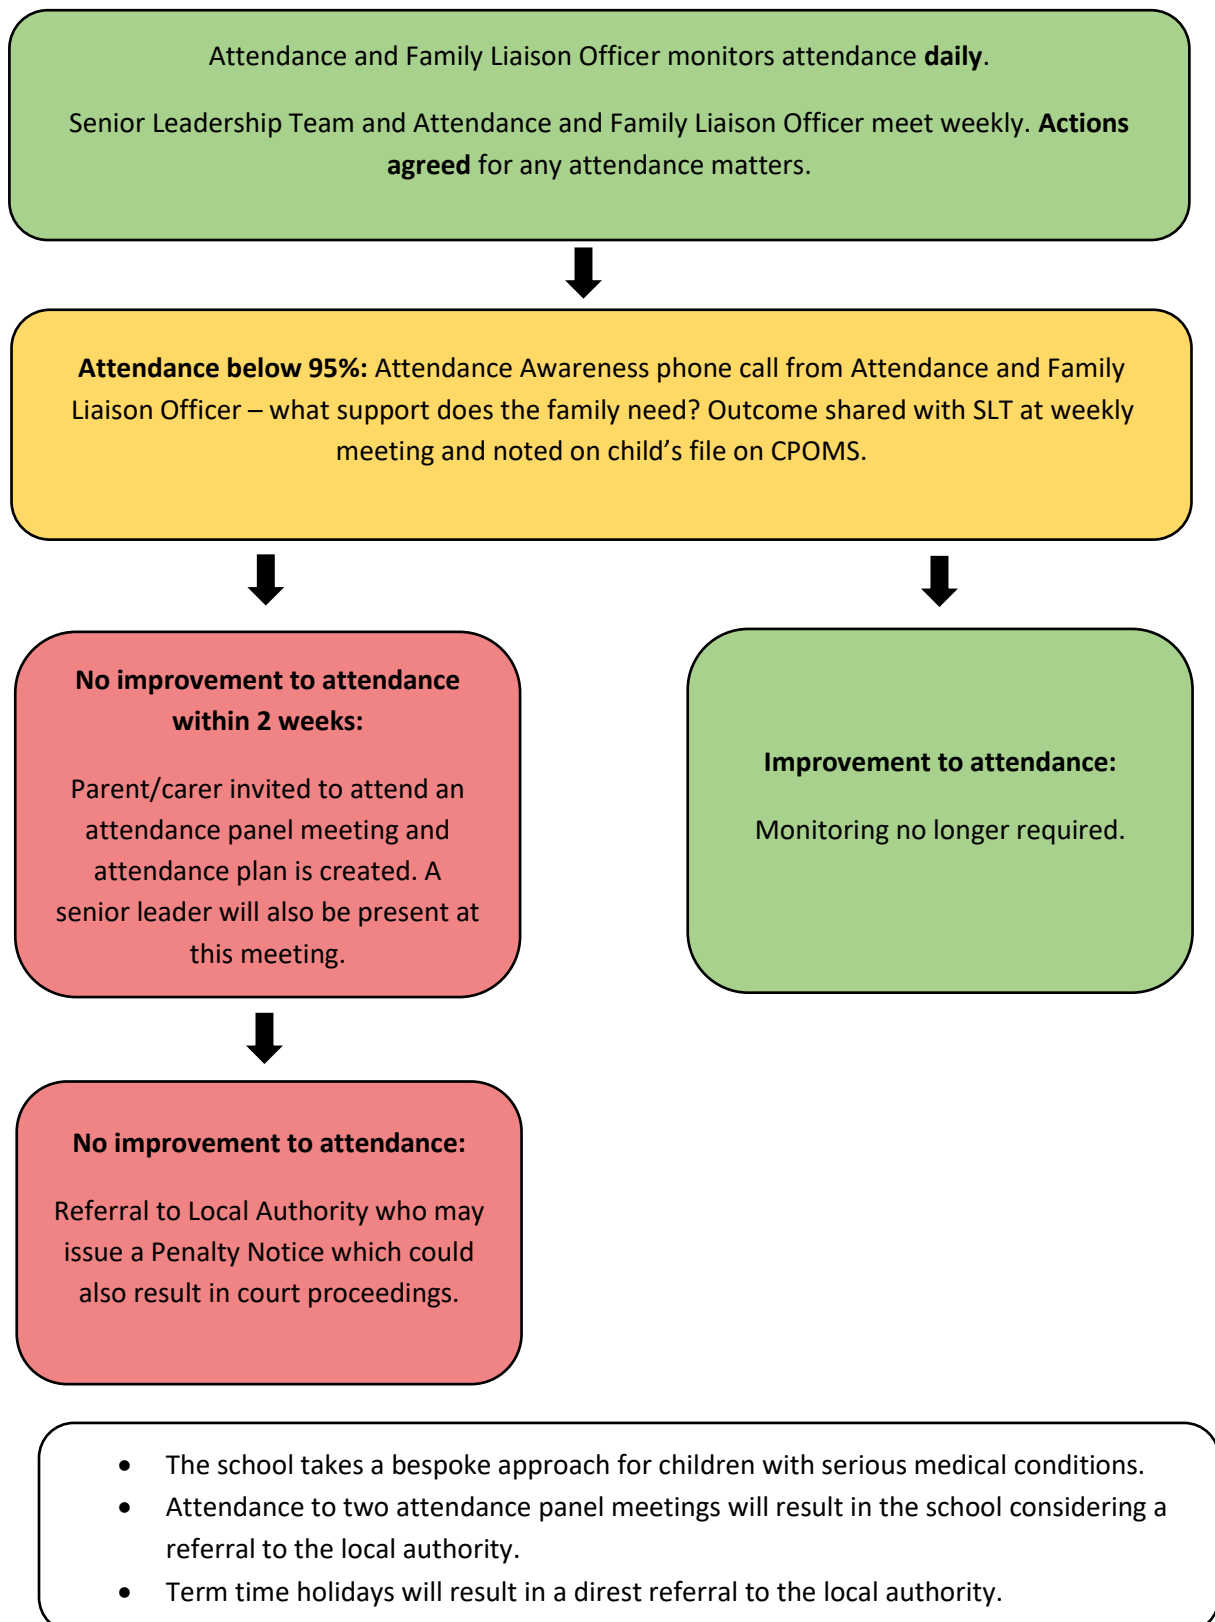 Attendance and Family Liaison Officer monitors attendance daily.
Senior Leadership Team and Attendance and Family Liaison Officer meet weekly. Actions
agreed for any attendance matters.
Attendance below 95%: Attendance Awareness phone call from Attendance and Family
Liaison Officer – what support does the family need? Outcome shared with SLT at weekly
meeting and noted on child’s file on CPOMS.
No improvement to attendance
within 2 weeks:
Parent/carer invited to attend an
attendance panel meeting and
attendance plan is created. A
senior leader will also be present at
this meeting.
Improvement to attendance:
Monitoring no longer required.
No improvement to attendance:
Referral to Local Authority who may
issue a Penalty Notice which could
also result in court proceedings.
• The school takes a bespoke approach for children with serious medical conditions.
• Attendance to two attendance panel meetings will result in the school considering a
referral to the local authority.
• Term time holidays will result in a direst referral to the local authority.